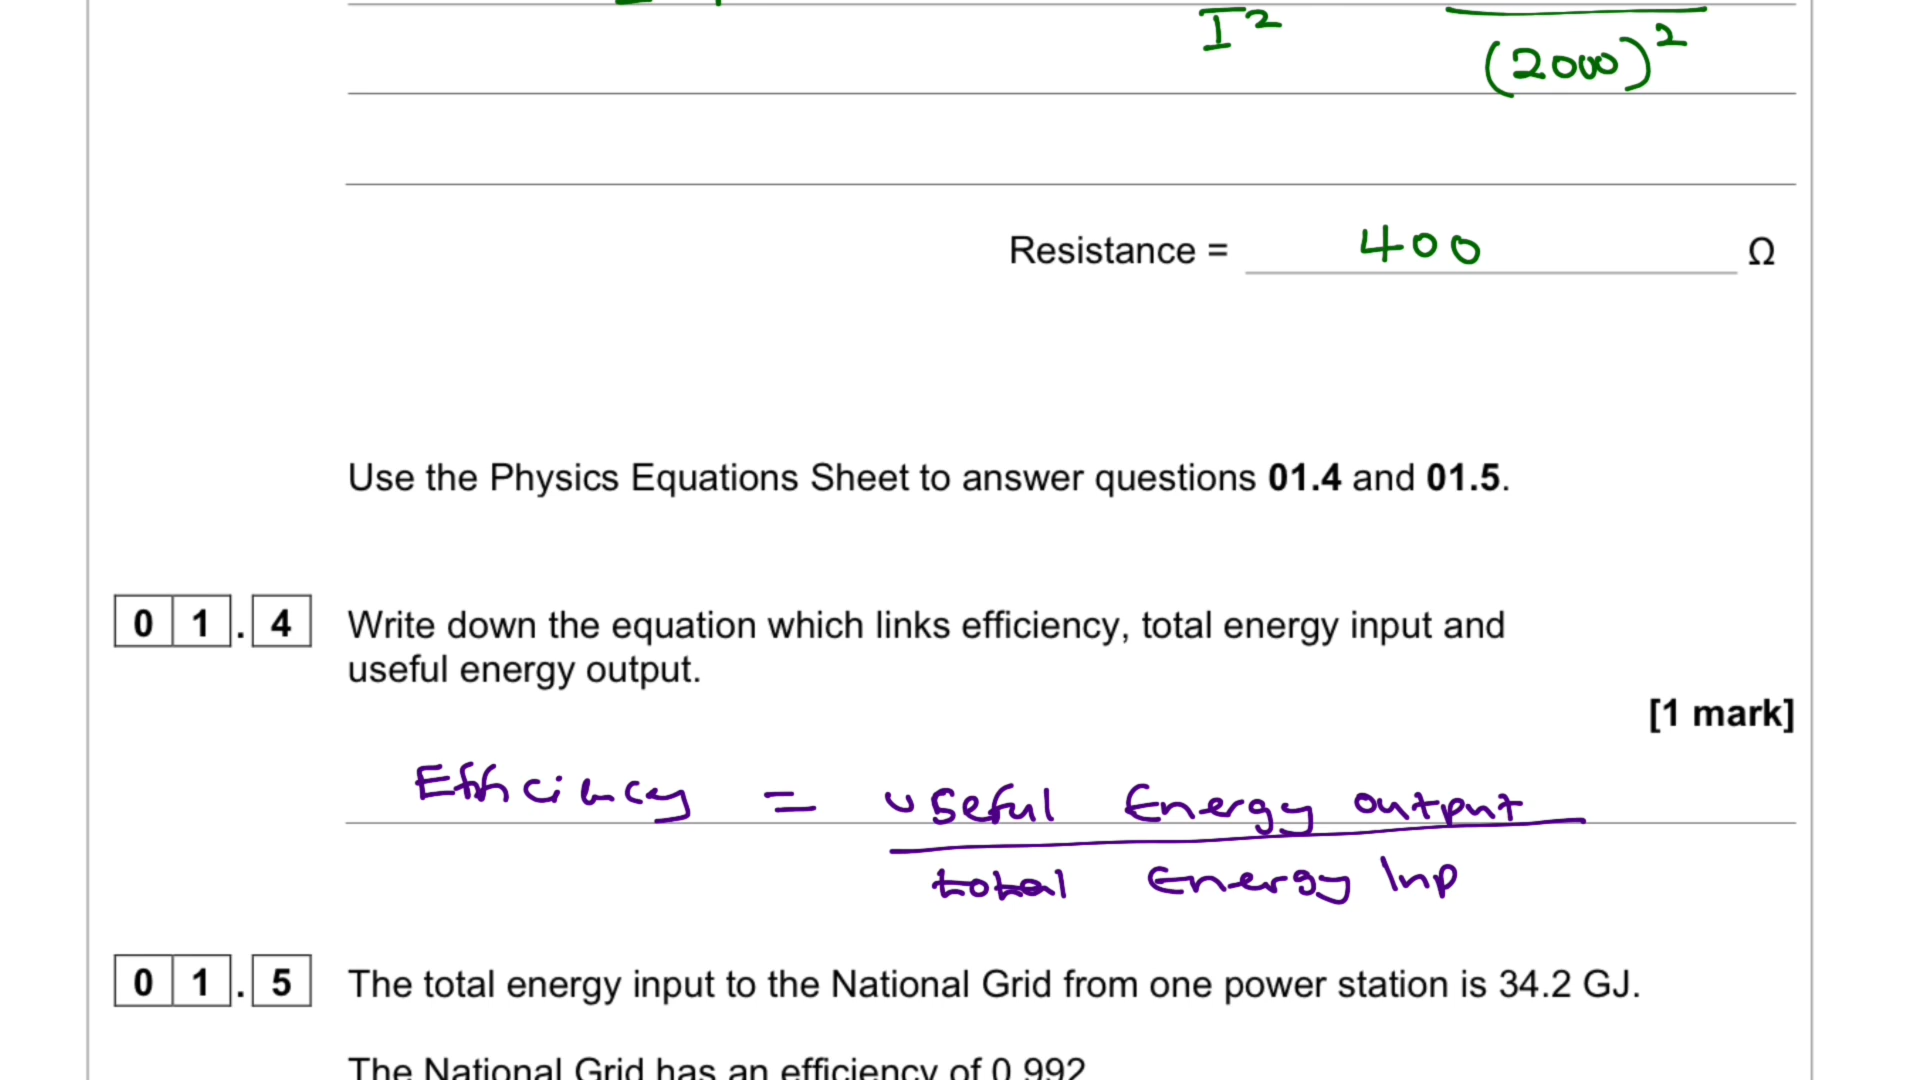 I²
(2000)²
Resistance = 400 Ω
Use the Physics Equations Sheet to answer questions 01.4 and 01.5.
0 1 . 4 Write down the equation which links efficiency, total energy input and
useful energy output.
[1 mark]
Efficiency = useful Energy output
total Energy Inp
0 1 . 5 The total energy input to the National Grid from one power station is 34.2 GJ.
The National Grid has an efficiency of 0.992